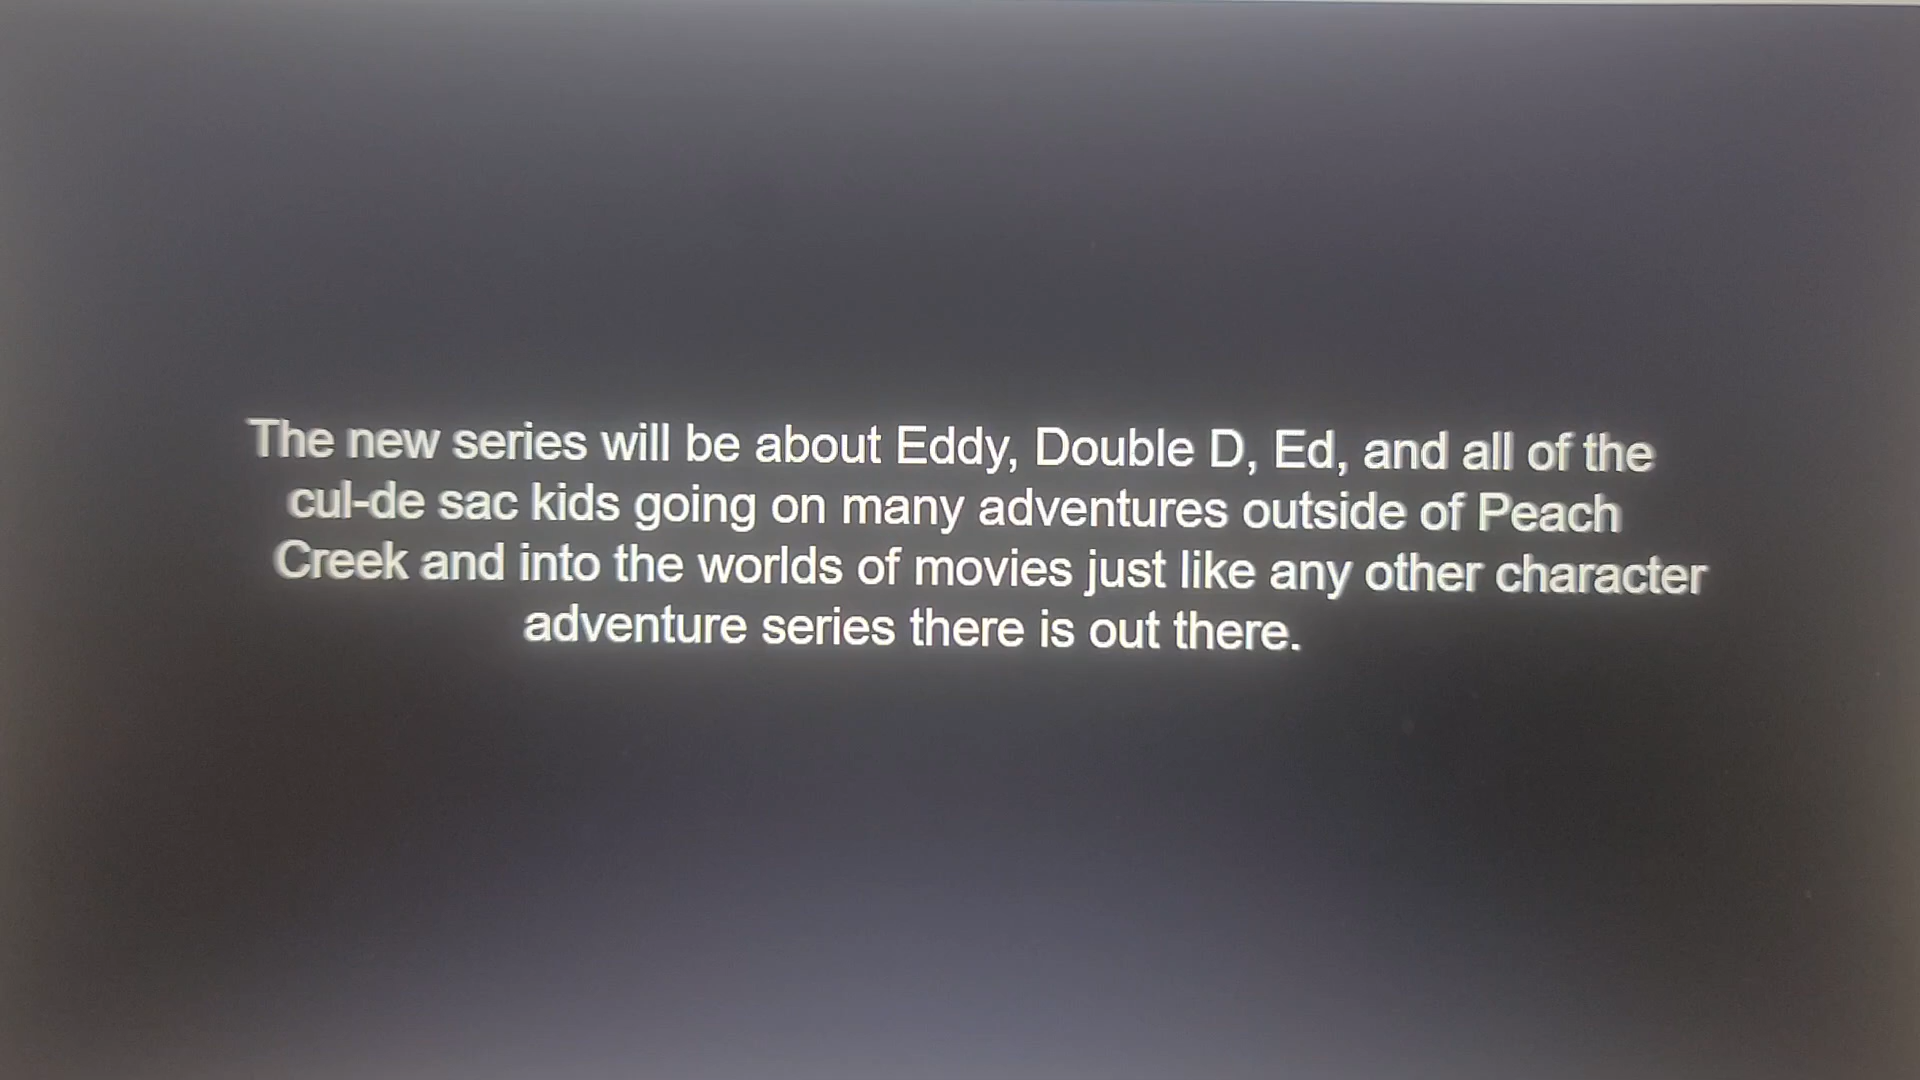 The new series will be about Eddy, Double D, Ed, and all of the
cul-de sac kids going on many adventures outside of Peach
Creek and into the worlds of movies just like any other character
adventure series there is out there.